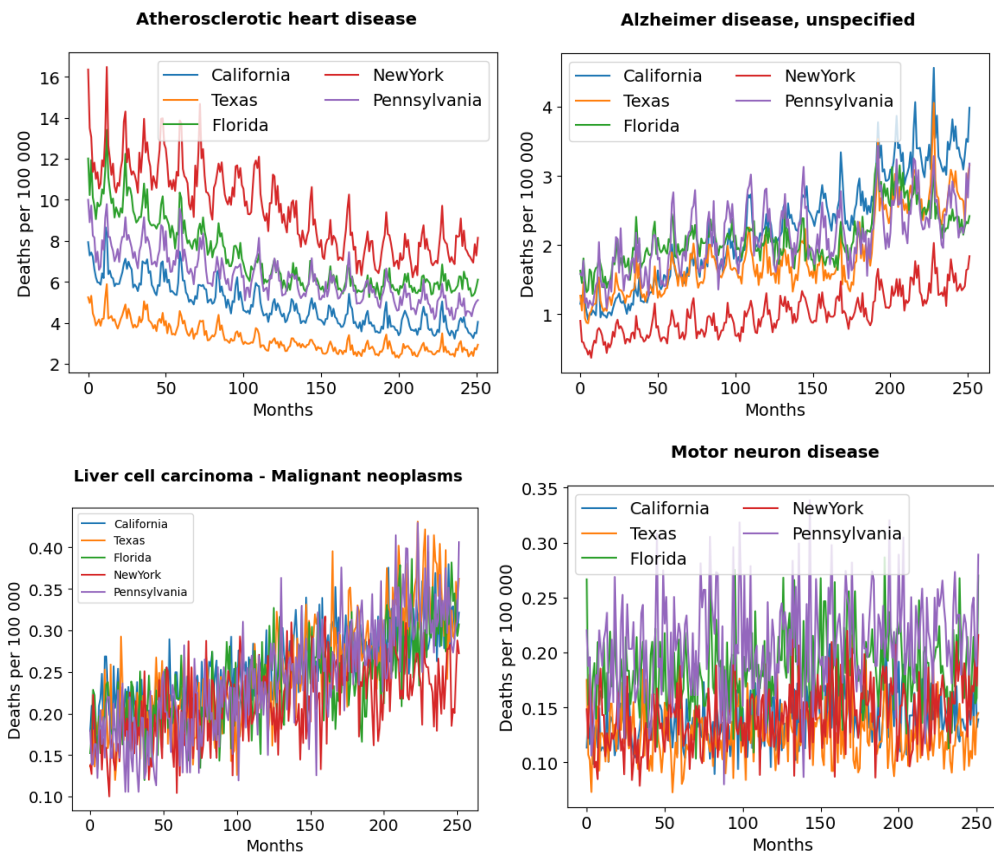 Atherosclerotic heart disease
Deaths per 100 000
16
14
12
10
8
6
4
2
California
Texas
Florida
NewYork
Pennsylvania
0
50
100
150
200
250
Months
Alzheimer disease, unspecified
Deaths per 100 000
4
3
2
1
California
Texas
Florida
NewYork
Pennsylvania
0
50
100
150
200
250
Months
Liver cell carcinoma - Malignant neoplasms
Deaths per 100 000
0.40
0.35
0.30
0.25
0.20
0.15
0.10
California
Texas
Florida
NewYork
Pennsylvania
0
50
100
150
200
250
Months
Motor neuron disease
Deaths per 100 000
0.35
0.30
0.25
0.20
0.15
0.10
California
Texas
Florida
NewYork
Pennsylvania
0
50
100
150
200
250
Months